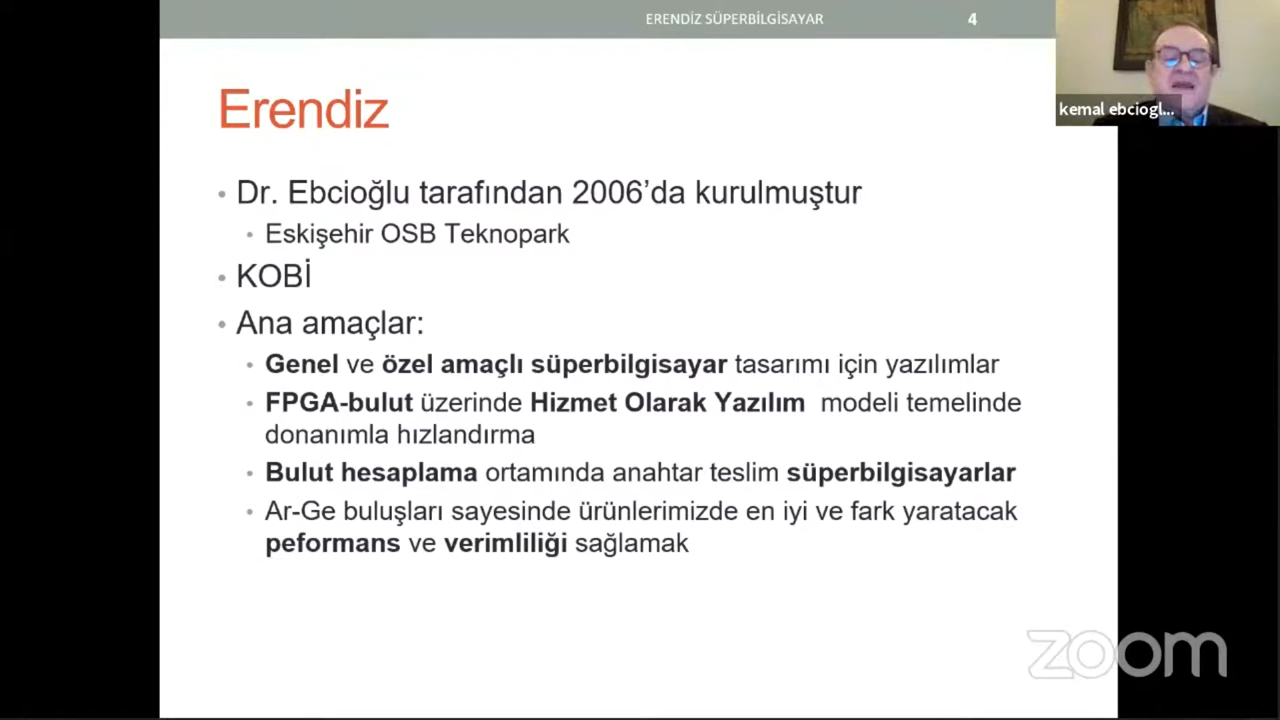 ERENDİZ SÜPERBİLGİSAYAR
4
kemal ebciogl...
Erendiz
• Dr. Ebcioğlu tarafından 2006’da kurulmuştur
• Eskişehir OSB Teknopark
• KOBİ
• Ana amaçlar:
• Genel ve özel amaçlı süperbilgisayar tasarımı için yazılımlar
• FPGA-bulut üzerinde Hizmet Olarak Yazılım modeli temelinde
donanımla hızlandırma
• Bulut hesaplama ortamında anahtar teslim süperbilgisayarlar
• Ar-Ge buluşları sayesinde ürünlerimizde en iyi ve fark yaratacak
peformans ve verimliliği sağlamak
zoom